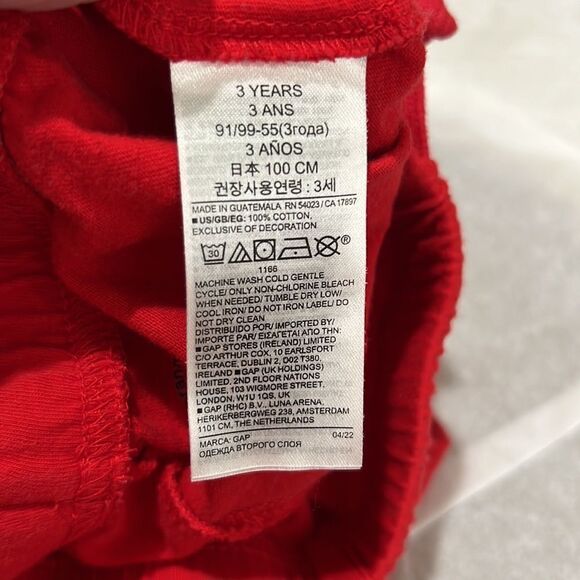 3 YEARS
3 ANS
91/99-55(3года)
3 AÑOS
日本 100 CM
권장사용연령 : 3세
MADE IN GUATEMALA RN 54023 / CA 17897
■ US/GB/EG: 100% COTTON,
EXCLUSIVE OF DECORATION
30 ®
1166
MACHINE WASH COLD GENTLE
CYCLE/ ONLY NON-CHLORINE BLEACH
WHEN NEEDED/ TUMBLE DRY LOW/
COOL IRON/ DO NOT IRON LABEL/ DO
NOT DRY CLEAN
DISTRIBUIDO POR/ IMPORTED BY/
IMPORTE PAR/ ΕΙΣΑΓΕΤΑΙ ΑΠΟ ΤΗΝ:
■ GAP STORES (IRELAND) LIMITED
C/O ARTHUR COX, 10 EARLSFORT
TERRACE, DUBLIN 2, D02 T380,
IRELAND. ■ GAP (UK HOLDINGS)
LIMITED, 2ND FLOOR NATIONS
HOUSE, 103 WIGMORE STREET,
LONDON, W1U 1QS, UK
■ GAP (RHC) B.V., LUNA ARENA,
HERIKERBERGWEG 238, AMSTERDAM
1101 CM, THE NETHERLANDS
МАРСА: GAP 04/22
ОДЕЖДА ВТОРОГО СЛОЯ